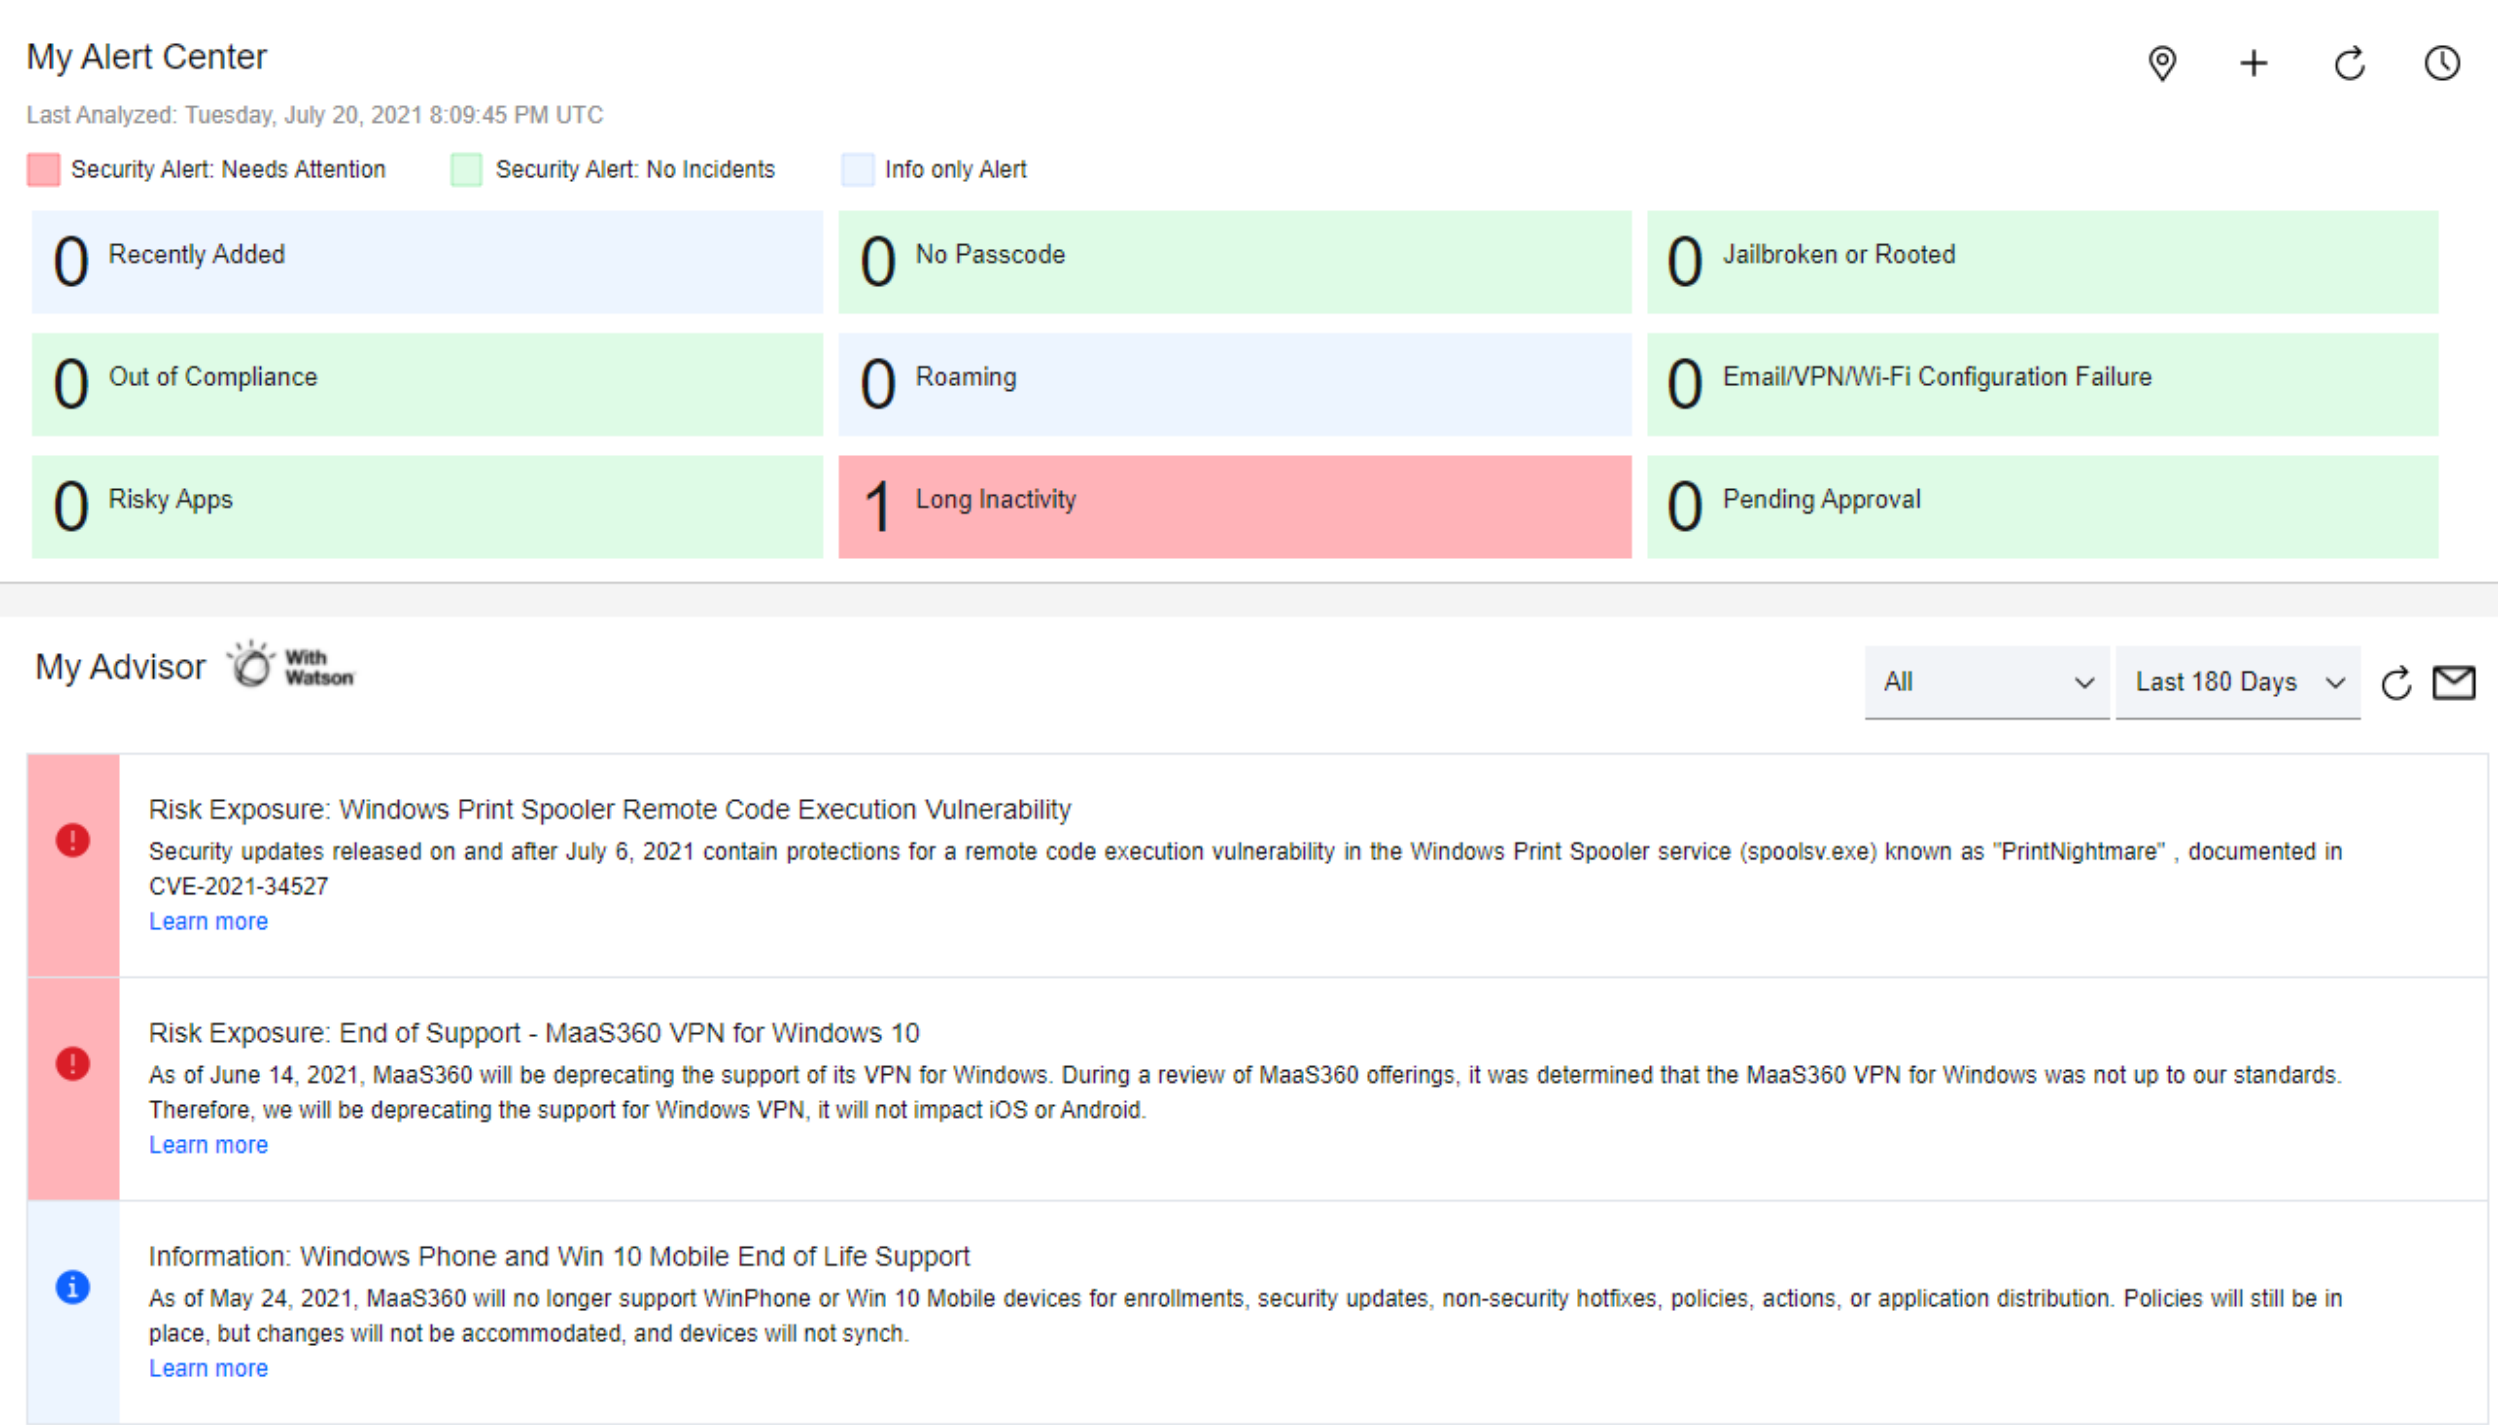 My Alert Center
Last Analyzed: Tuesday, July 20, 2021 8:09:45 PM UTC
Security Alert: Needs Attention
Security Alert: No Incidents
Info only Alert
0 Recently Added
0 No Passcode
0 Jailbroken or Rooted
0 Out of Compliance
0 Roaming
0 Email/VPN/Wi-Fi Configuration Failure
0 Risky Apps
1 Long Inactivity
0 Pending Approval
My Advisor
With
Watson
All
Last 180 Days
Risk Exposure: Windows Print Spooler Remote Code Execution Vulnerability
Security updates released on and after July 6, 2021 contain protections for a remote code execution vulnerability in the Windows Print Spooler service (spoolsv.exe) known as "PrintNightmare" , documented in
CVE-2021-34527
Learn more
Risk Exposure: End of Support - MaaS360 VPN for Windows 10
As of June 14, 2021, MaaS360 will be deprecating the support of its VPN for Windows. During a review of MaaS360 offerings, it was determined that the MaaS360 VPN for Windows was not up to our standards.
Therefore, we will be deprecating the support for Windows VPN, it will not impact iOS or Android.
Learn more
Information: Windows Phone and Win 10 Mobile End of Life Support
As of May 24, 2021, MaaS360 will no longer support WinPhone or Win 10 Mobile devices for enrollments, security updates, non-security hotfixes, policies, actions, or application distribution. Policies will still be in
place, but changes will not be accommodated, and devices will not synch.
Learn more